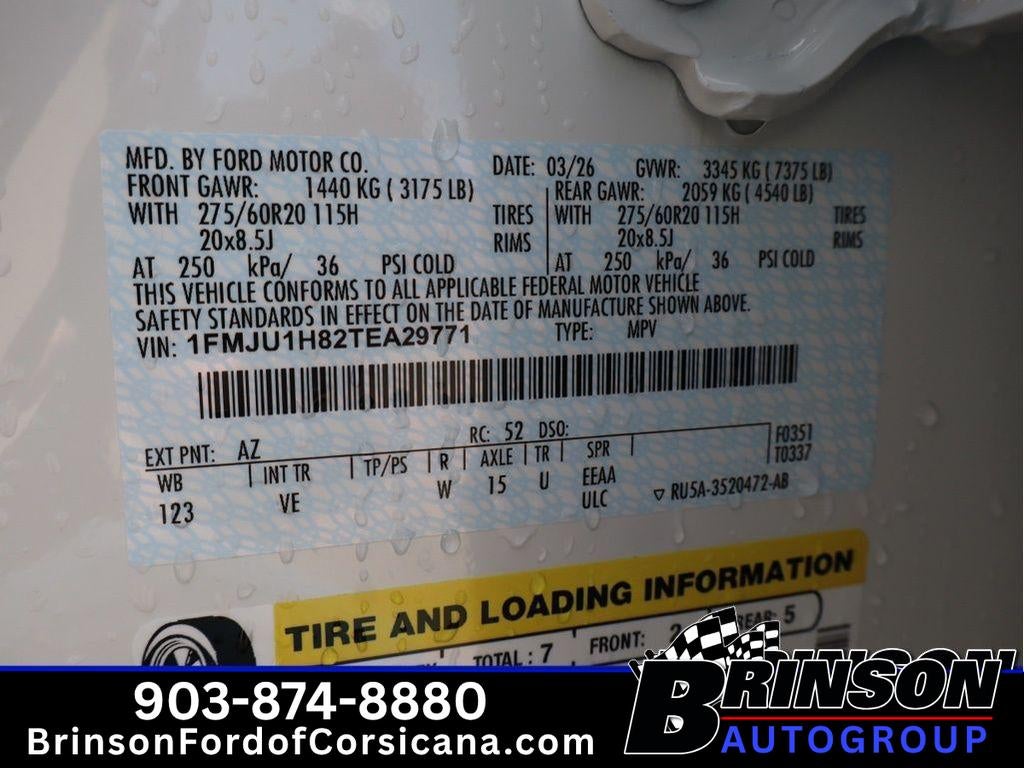 MFD. BY FORD MOTOR CO. DATE: 03/26 GVWR: 3345 KG ( 7375 LB)
FRONT GAWR: 1440 KG ( 3175 LB) REAR GAWR: 2059 KG ( 4540 LB)
WITH 275/60R20 115H TIRES WITH 275/60R20 115H TIRES
20x8.5J RIMS 20x8.5J RIMS
AT 250 kPa/ 36 PSI COLD AT 250 kPa/ 36 PSI COLD
THIS VEHICLE CONFORMS TO ALL APPLICABLE FEDERAL MOTOR VEHICLE
SAFETY STANDARDS IN EFFECT ON THE DATE OF MANUFACTURE SHOWN ABOVE.
VIN: 1FMJU1H82TEA29771 TYPE: MPV
EXT PNT: AZ RC: 52 DSO: F0351
WB INT TR TP/PS R AXLE TR SPR T0337
123 VE W 15 U EEAA
ULC ▽ RU5A-3520472-AB
TIRE AND LOADING INFORMATION
TOTAL : 7 FRONT: 2 REAR: 5
903-874-8880
BrinsonFordofCorsicana.com
BRINSON
AUTOGROUP